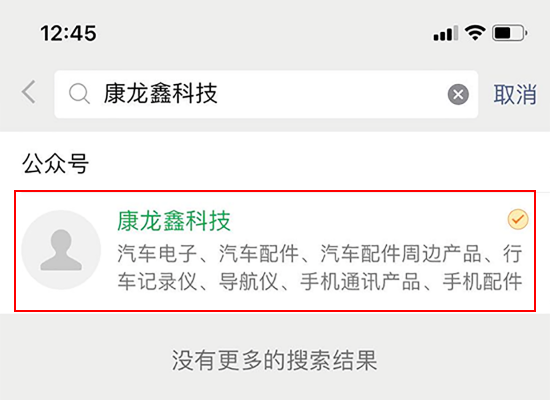 12:45
康龙鑫科技
取消
公众号
康龙鑫科技
汽车电子、汽车配件、汽车配件周边产品、行
车记录仪、导航仪、手机通讯产品、手机配件
没有更多的搜索结果